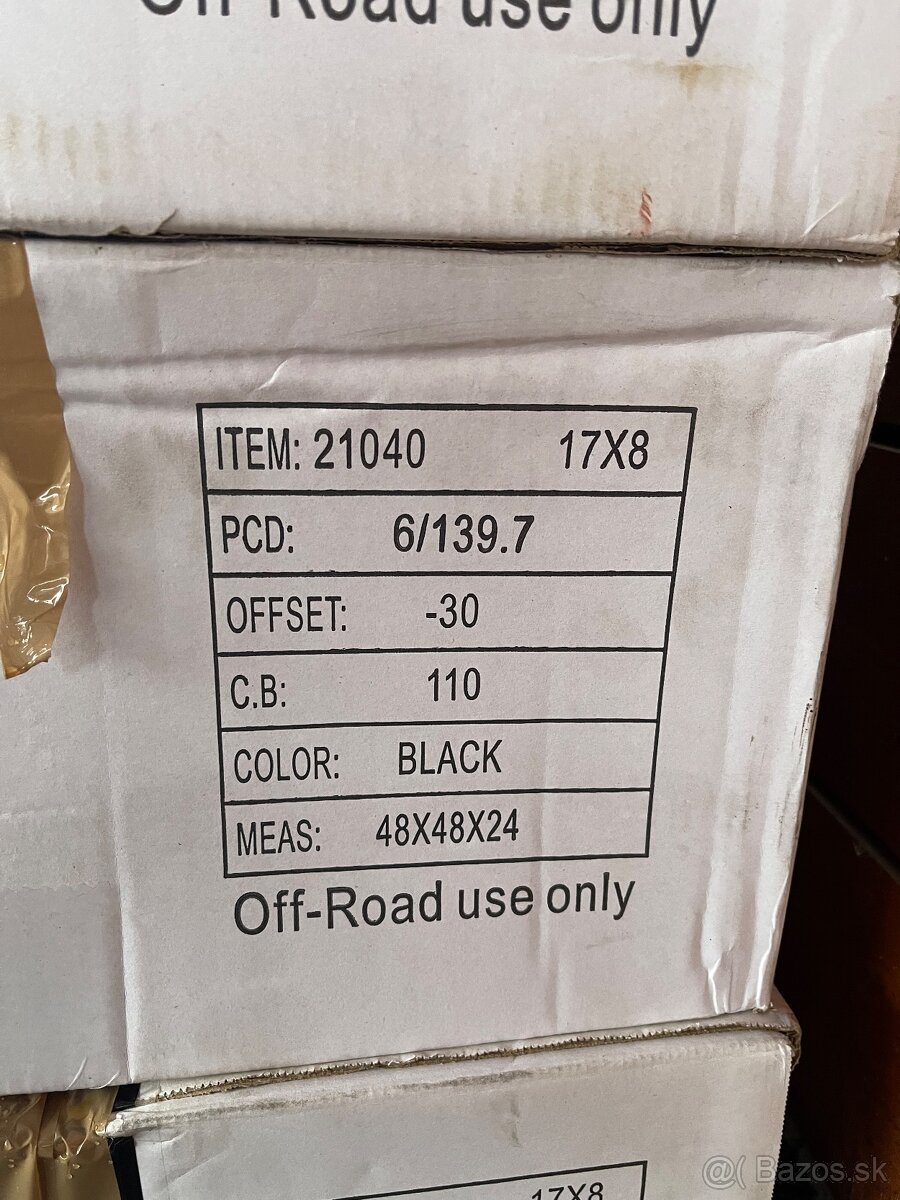 Off-Road use only
ITEM: 21040 17X8
PCD: 6/139.7
OFFSET: -30
C.B: 110
COLOR: BLACK
MEAS: 48X48X24
Off-Road use only
17X8
@( Bazos.sk